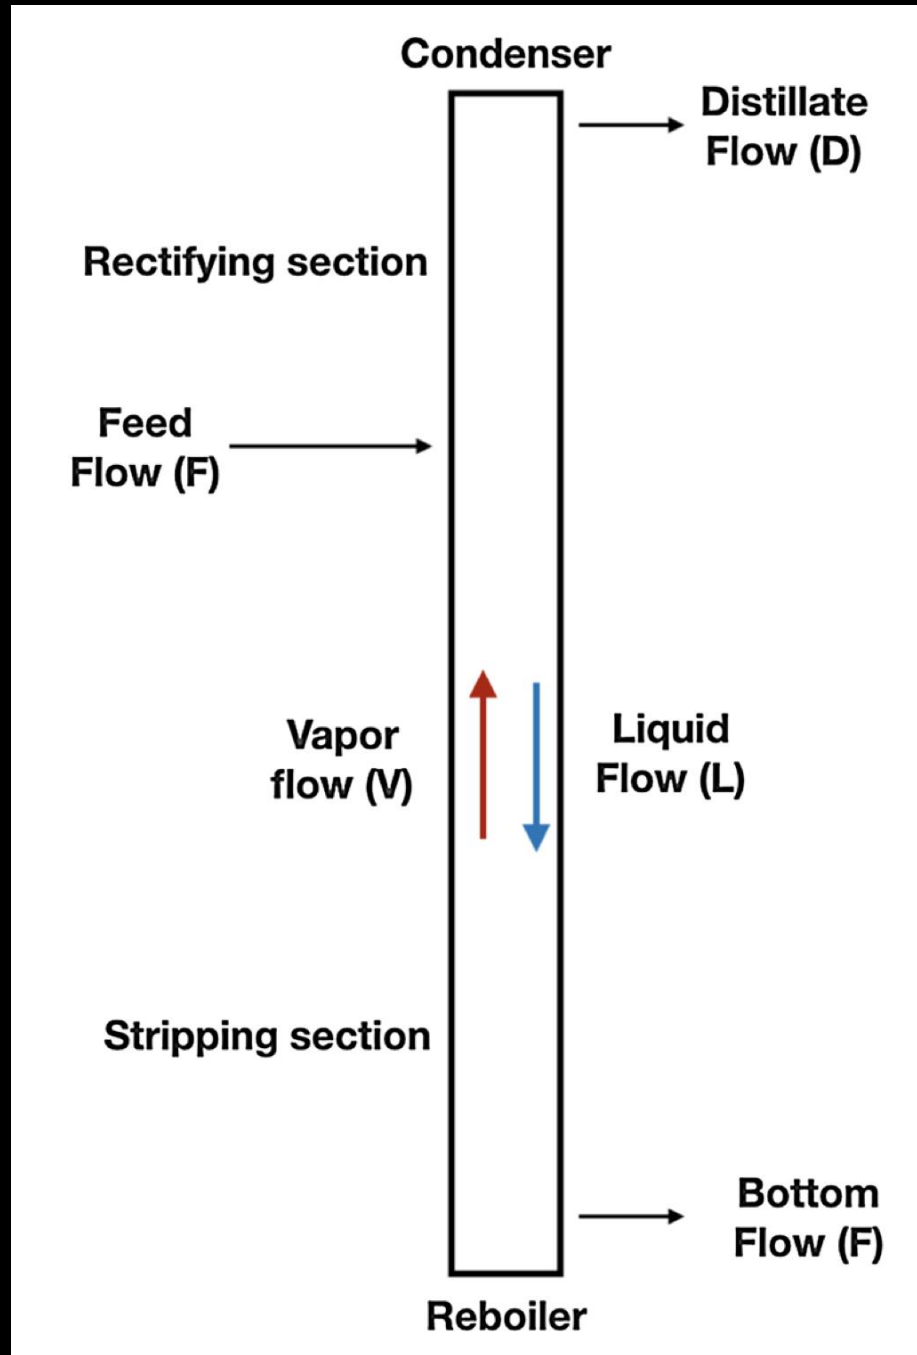 Condenser
Distillate
Flow (D)
Rectifying section
Feed
Flow (F)
Vapor
flow (V)
Liquid
Flow (L)
Stripping section
Bottom
Flow (F)
Reboiler